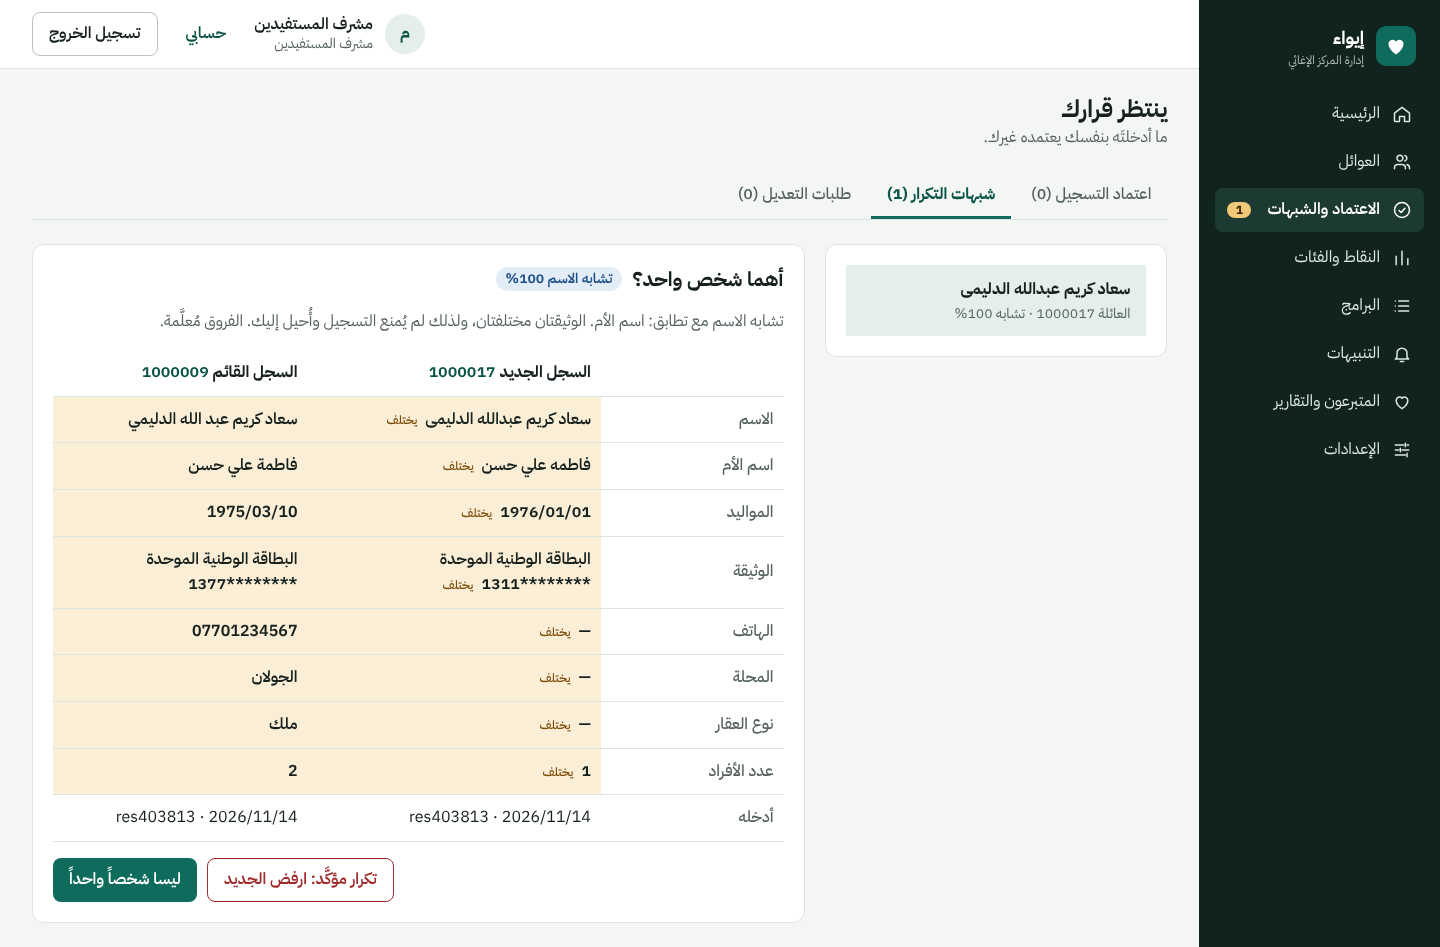 إيواء
إدارة المركز الإغاثي
الرئيسية
العوائل
الاعتماد والشبهات 1
النقاط والفئات
البرامج
التنبيهات
المتبرعون والتقارير
الإعدادات
م
مشرف المستفيدين
مشرف المستفيدين
حسابي
تسجيل الخروج
ينتظر قرارك
ما أدخلتَه بنفسك يعتمده غيرك.
اعتماد التسجيل (0) شبهات التكرار (1) طلبات التعديل (0)
سعاد كريم عبدالله الدليمى
العائلة 1000017 · تشابه 100%
أهما شخص واحد؟ تشابه الاسم 100%
تشابه الاسم مع تطابق: اسم الأم. الوثيقتان مختلفتان، ولذلك لم يُمنع التسجيل وأُحيل إليك. الفروق مُعلَّمة.
السجل الجديد 1000017 السجل القائم 1000009
الاسم سعاد كريم عبدالله الدليمى يختلف سعاد كريم عبد الله الدليمي
اسم الأم فاطمه علي حسن يختلف فاطمة علي حسن
المواليد 1976/01/01 يختلف 1975/03/10
الوثيقة البطاقة الوطنية الموحدة 1311******** يختلف البطاقة الوطنية الموحدة 1377********
الهاتف — يختلف 07701234567
المحلة — يختلف الجولان
نوع العقار — يختلف ملك
عدد الأفراد 1 يختلف 2
أدخله res403813 · 2026/11/14 res403813 · 2026/11/14
تكرار مؤكَّد: ارفض الجديد ليسا شخصاً واحداً